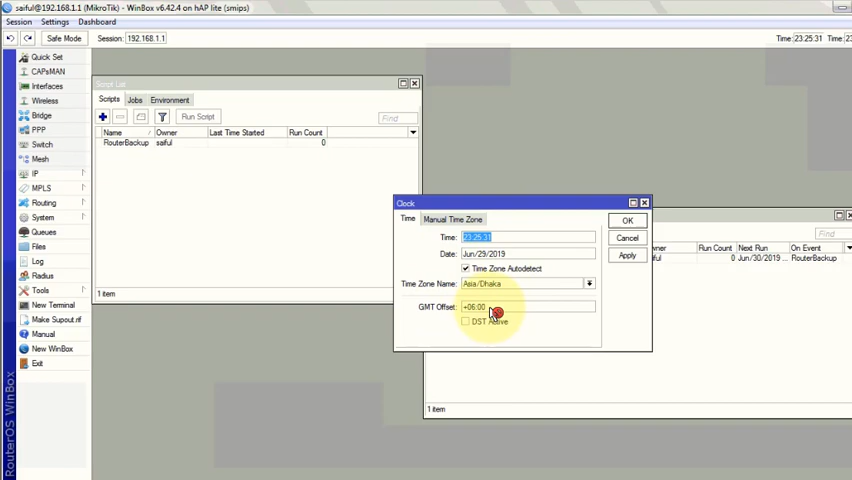 saiful@192.168.1.1 (MikroTik) - WinBox v6.42.4 on hAP lite (smips)
Session Settings Dashboard
Safe Mode Session: 192.168.1.1 Time: 23:25:31
Quick Set
CAPsMAN
Interfaces
Wireless
Bridge
PPP
Switch
Mesh
IP
MPLS
Routing
System
Queues
Files
Log
Radius
Tools
New Terminal
Make Supout.rif
Manual
New WinBox
Exit
RouterOS WinBox
Script List
Scripts Jobs Environment
Run Script Find
Name Owner Last Time Started Run Count
RouterBackup saiful 0
1 item
Clock
Time Manual Time Zone
Time: 23:25:31
Date: Jun/29/2019
Time Zone Autodetect
Time Zone Name: Asia/Dhaka
GMT Offset: +06:00
DST Active
OK
Cancel
Apply
Find
Run Count Next Run On Event
0 Jun/30/2019 ... RouterBackup
1 item